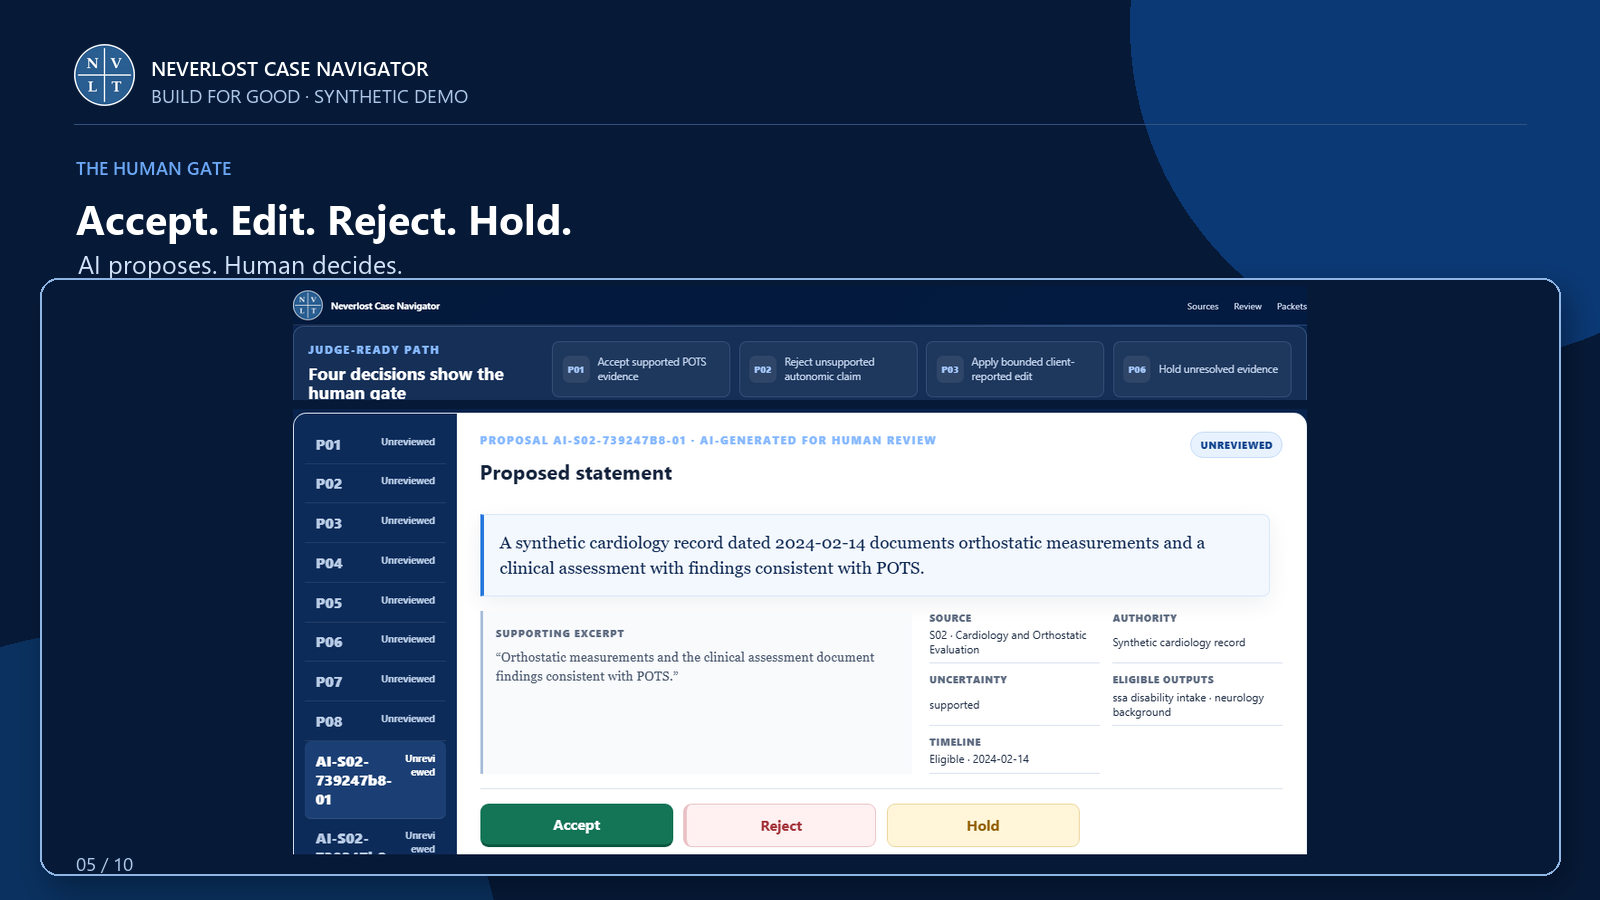 N V
L T
NEVERLOST CASE NAVIGATOR
BUILD FOR GOOD · SYNTHETIC DEMO
THE HUMAN GATE
Accept. Edit. Reject. Hold.
AI proposes. Human decides.
N V
L T
Neverlost Case Navigator
Sources Review Packets
JUDGE-READY PATH
Four decisions show the
human gate
P01 Accept supported POTS
evidence
P02 Reject unsupported
autonomic claim
P03 Apply bounded client-
reported edit
P06 Hold unresolved evidence
P01 Unreviewed
P02 Unreviewed
P03 Unreviewed
P04 Unreviewed
P05 Unreviewed
P06 Unreviewed
P07 Unreviewed
P08 Unreviewed
AI-S02-
739247b8-
01
Unrevi
ewed
AI-S02-
Unrevi
ewed
PROPOSAL AI-S02-739247B8-01 · AI-GENERATED FOR HUMAN REVIEW
UNREVIEWED
Proposed statement
A synthetic cardiology record dated 2024-02-14 documents orthostatic measurements and a
clinical assessment with findings consistent with POTS.
SUPPORTING EXCERPT
“Orthostatic measurements and the clinical assessment document
findings consistent with POTS.”
SOURCE
S02 · Cardiology and Orthostatic
Evaluation
AUTHORITY
Synthetic cardiology record
UNCERTAINTY
supported
ELIGIBLE OUTPUTS
ssa disability intake · neurology
background
TIMELINE
Eligible · 2024-02-14
Accept
Reject
Hold
05 / 10